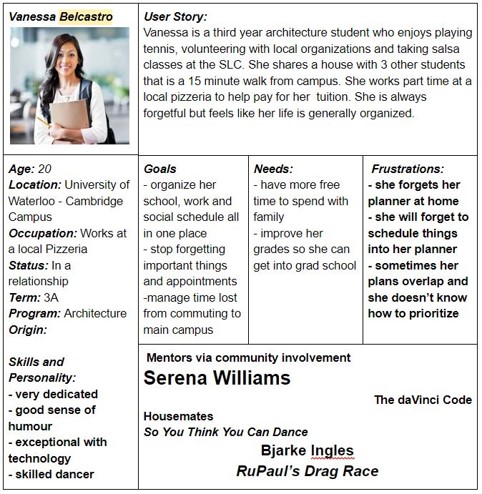 Vanessa Belcastro
User Story:
Vanessa is a third year architecture student who enjoys playing
tennis, volunteering with local organizations and taking salsa
classes at the SLC. She shares a house with 3 other students
that is a 15 minute walk from campus. She works part time at a
local pizzeria to help pay for her tuition. She is always
forgetful but feels like her life is generally organized.
Age: 20
Location: University of
Waterloo - Cambridge
Campus
Occupation: Works at
a local Pizzeria
Status: In a
relationship
Term: 3A
Program: Architecture
Origin:
Skills and
Personality:
- very dedicated
- good sense of
humour
- exceptional with
technology
- skilled dancer
Goals
- organize her
school, work and
social schedule all
in one place
- stop forgetting
important things
and appointments
-manage time lost
from commuting to
main campus
Needs:
- have more free
time to spend with
family
- improve her
grades so she can
get into grad school
Frustrations:
- she forgets her
planner at home
- she will forget to
schedule things
into her planner
- sometimes her
plans overlap and
she doesn't know
how to prioritize
Mentors via community involvement
Serena Williams
The daVinci Code
Housemates
So You Think You Can Dance
Bjarke Ingles
RuPaul's Drag Race